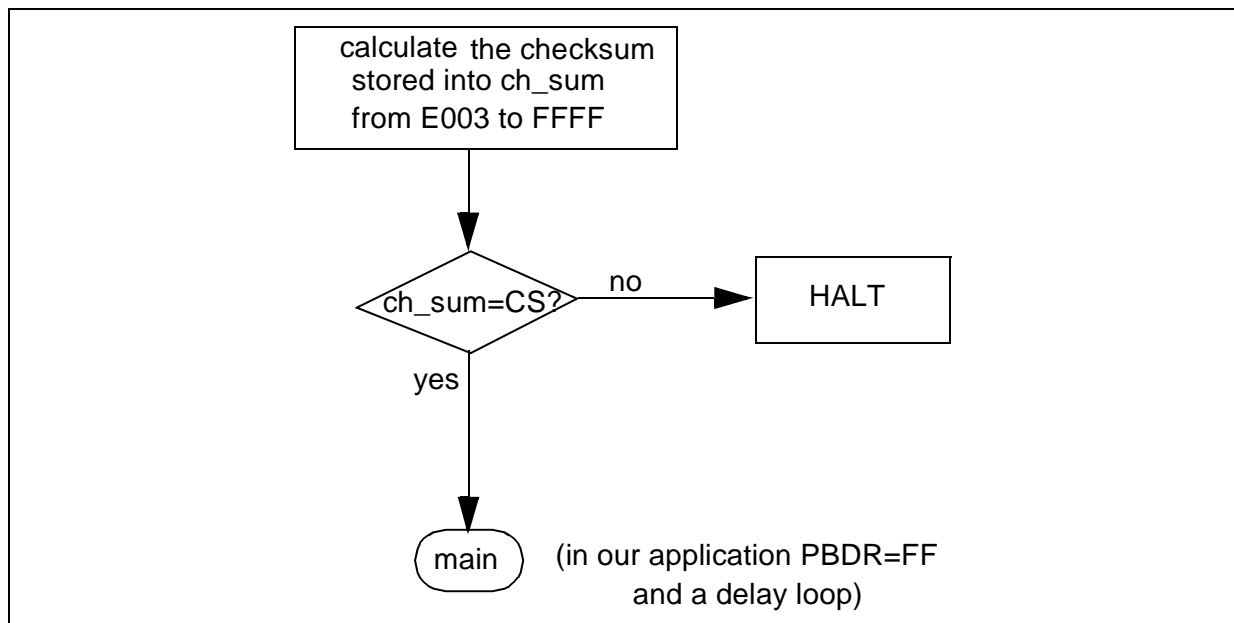 calculate the checksum
stored into ch_sum
from E003 to FFFF
ch_sum=CS?
no
HALT
yes
main
(in our application PBDR=FF
and a delay loop)